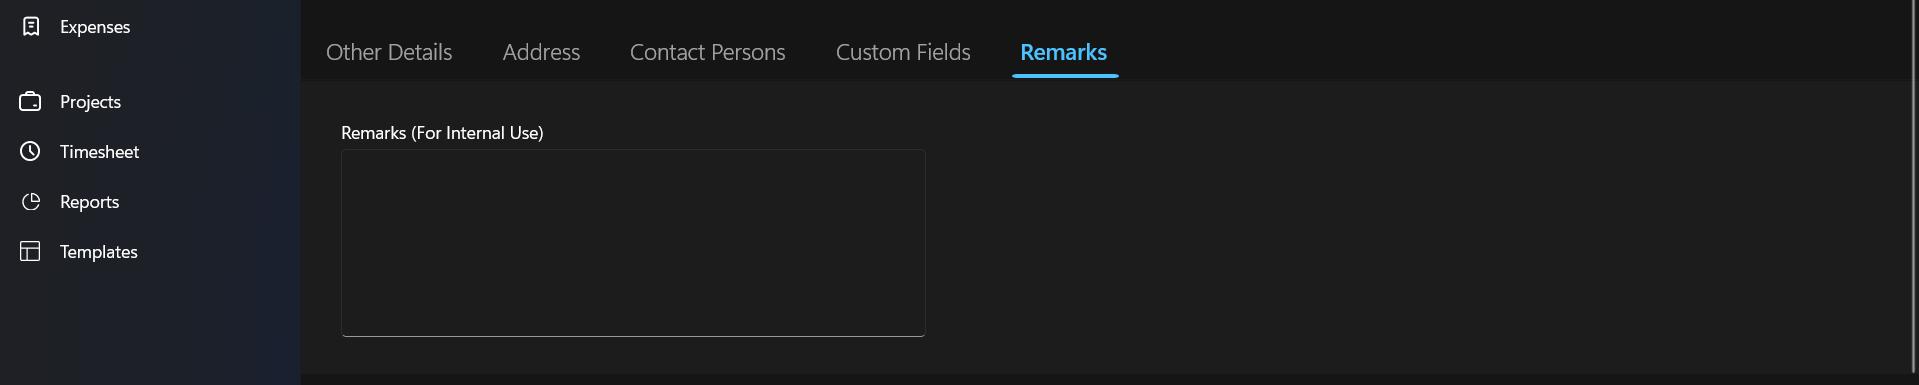 Expenses
Projects
Timesheet
Reports
Templates
Other Details
Address
Contact Persons
Custom Fields
Remarks
Remarks (For Internal Use)